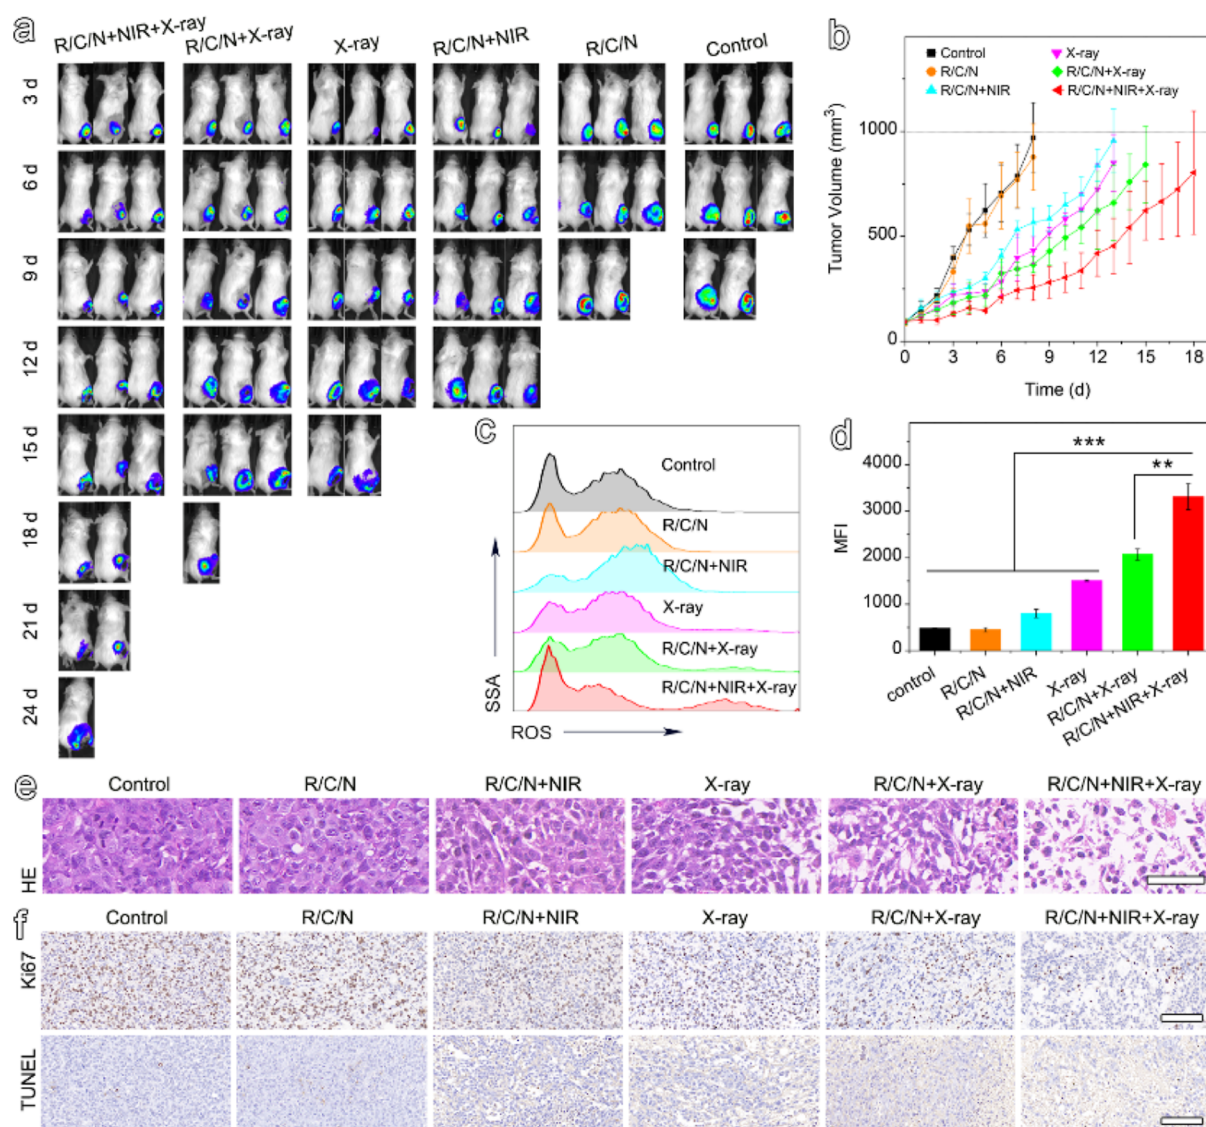 a
R/C/N+NIR+X-ray
R/C/N+X-ray
X-ray
R/C/N+NIR
R/C/N
Control
3 d
6 d
9 d
12 d
15 d
18 d
21 d
24 d
b
Control
R/C/N
R/C/N+NIR
X-ray
R/C/N+X-ray
R/C/N+NIR+X-ray
Tumor Volume (mm³)
1000
500
0
0 3 6 9 12 15 18
Time (d)
c
Control
R/C/N
R/C/N+NIR
X-ray
R/C/N+X-ray
R/C/N+NIR+X-ray
SSA
ROS
d
***
**
MFI
4000
3000
2000
1000
0
control
R/C/N
R/C/N+NIR
X-ray
R/C/N+X-ray
R/C/N+NIR+X-ray
e
Control R/C/N R/C/N+NIR X-ray R/C/N+X-ray R/C/N+NIR+X-ray
HE
f
Control R/C/N R/C/N+NIR X-ray R/C/N+X-ray R/C/N+NIR+X-ray
Ki67
TUNEL